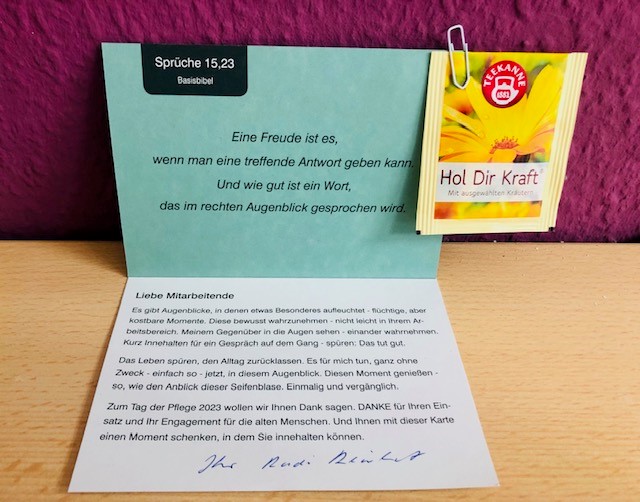 Sprüche 15,23
Basisbibel
Eine Freude ist es,
wenn man eine treffende Antwort geben kann.
Und wie gut ist ein Wort,
das im rechten Augenblick gesprochen wird.
TEEKANNE
1882
Hol Dir Kraft®
Mit ausgewählten Kräutern
Liebe Mitarbeitende
Es gibt Augenblicke, in denen etwas Besonderes aufleuchtet - flüchtige, aber
kostbare Momente. Diese bewusst wahrzunehmen - nicht leicht in Ihrem Ar-
beitsbereich. Meinem Gegenüber in die Augen sehen - einander wahrnehmen.
Kurz Innehalten für ein Gespräch auf dem Gang - spüren: Das tut gut.
Das Leben spüren, den Alltag zurücklassen. Es für mich tun, ganz ohne
Zweck - einfach so - jetzt, in diesem Augenblick. Diesen Moment genießen -
so, wie den Anblick dieser Seifenblase. Einmalig und vergänglich.
Zum Tag der Pflege 2023 wollen wir Ihnen Dank sagen. DANKE für Ihren Ein-
satz und Ihr Engagement für die alten Menschen. Und Ihnen mit dieser Karte
einen Moment schenken, in dem Sie innehalten können.
Ihr